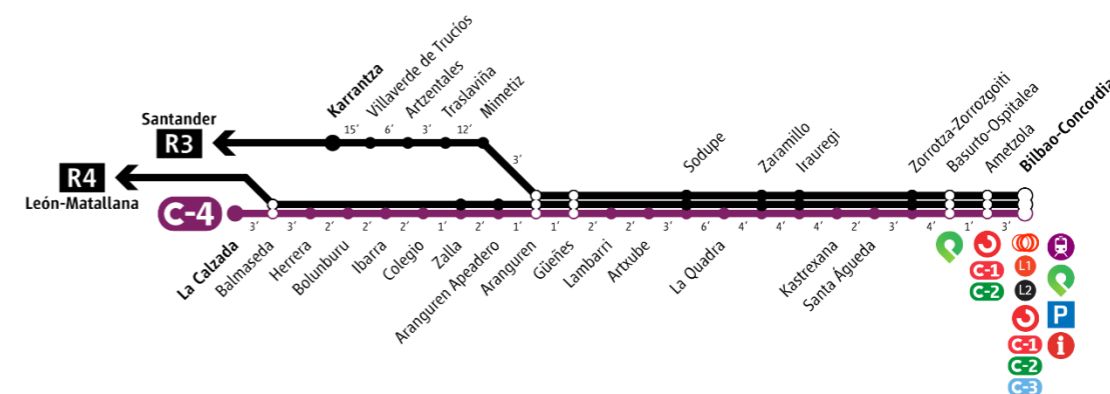 Karrantza
Villaverde de Trucíos
Artzentales
Traslaviña
Mimetiz
15´
6´
3´
12´
3´
Santander
R3
R4
León-Matallana
C-4
Sodupe
Zaramillo
Irauregi
Zorrotza-Zorrozgoiti
Basurto-Ospitalea
Ametzola
Bilbao-Concordia
3´
3´
2´
2´
2´
1´
2´
1´
1´
2´
2´
3´
6´
4´
4´
4´
2´
3´
4´
1´
3´
La Calzada
Balmaseda
Herrera
Bolunburu
Ibarra
Colegio
Zalla
Aranguren Apeadero
Aranguren
Güeñes
Lambarri
Artxube
La Quadra
Kastrexana
Santa Águeda
C-1
C-2
L1
L2
C-1
C-2
C-3
P
i